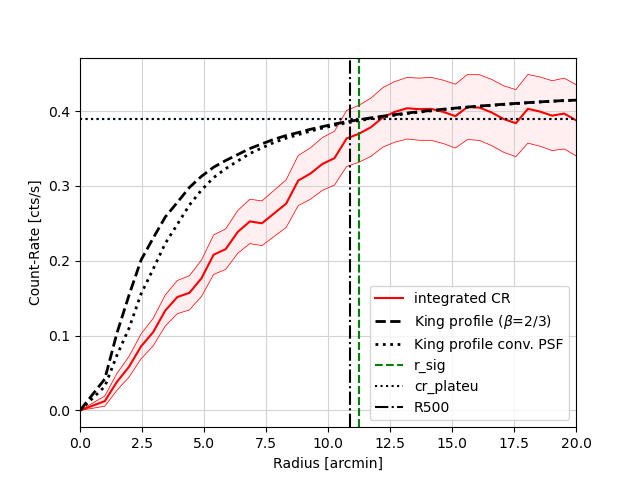 0.4
0.3
0.2
0.1
0.0
Count-Rate [cts/s]
integrated CR
King profile (β=2/3)
King profile conv. PSF
r_sig
cr_plateu
R500
0.0 2.5 5.0 7.5 10.0 12.5 15.0 17.5 20.0
Radius [arcmin]